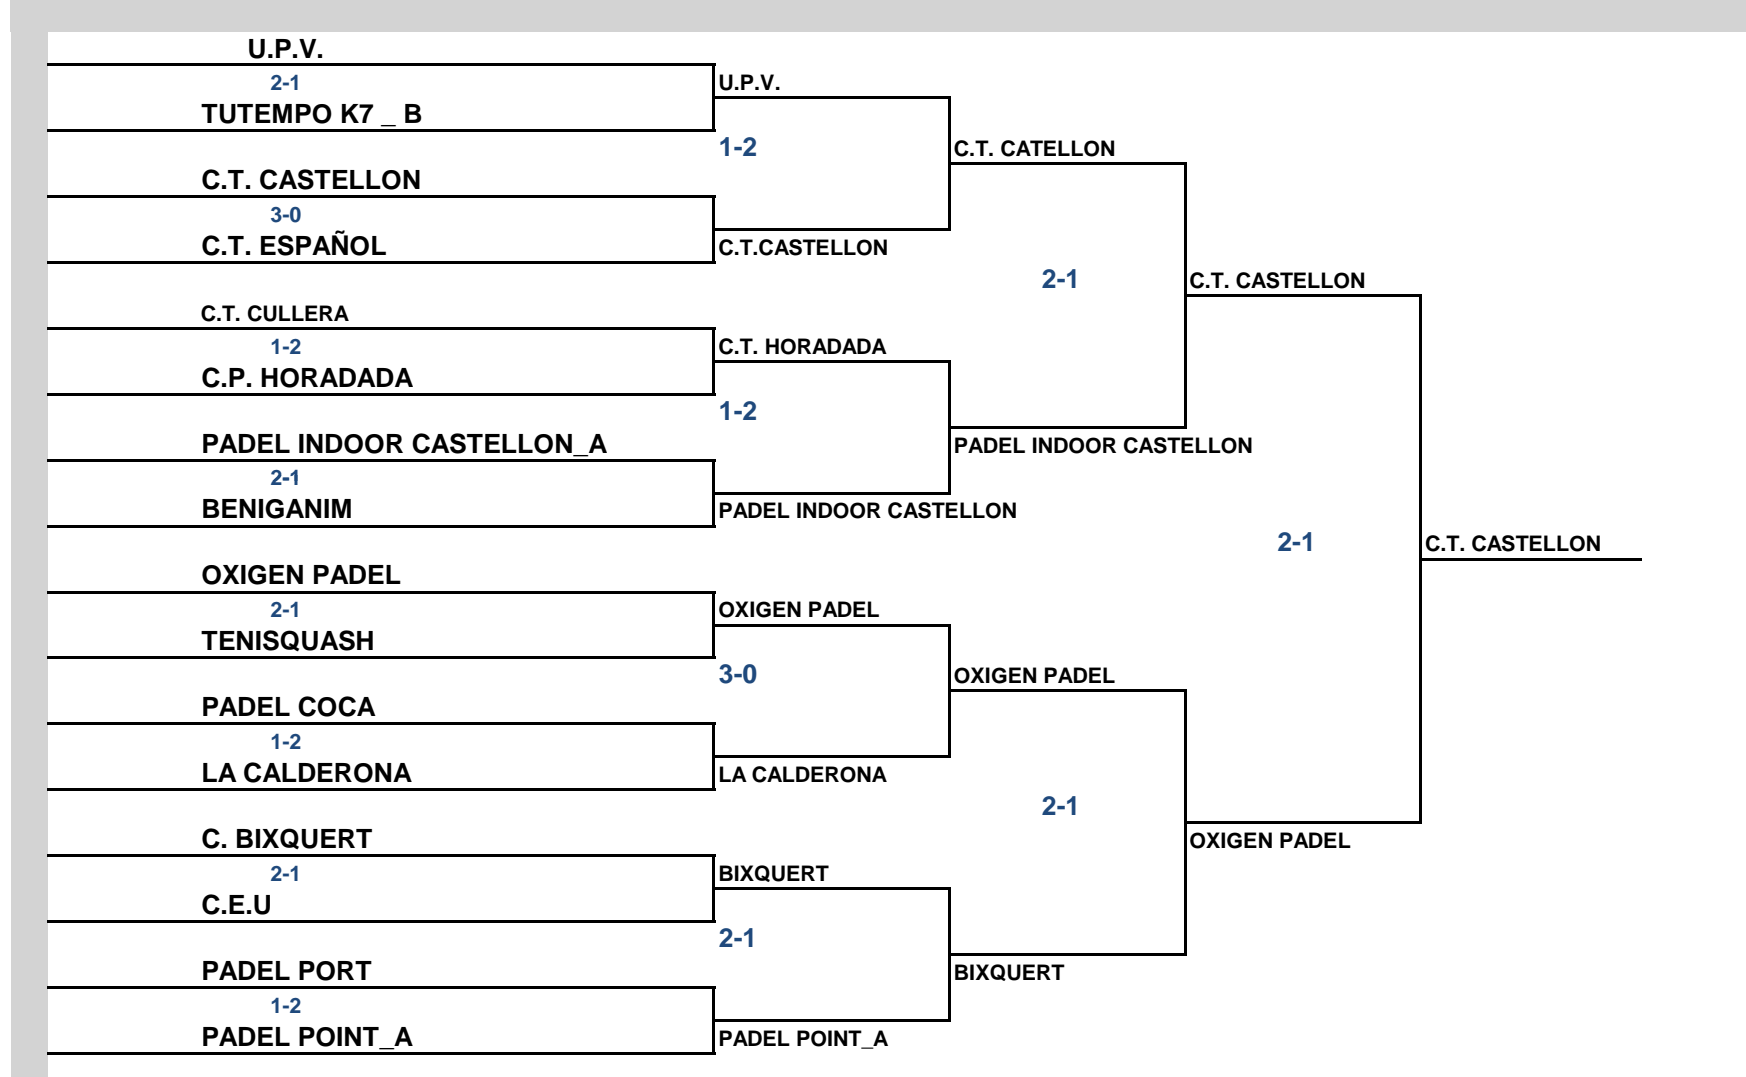 U.P.V.
2-1
U.P.V.
TUTEMPO K7 _ B
1-2
C.T. CATELLON
C.T. CASTELLON
3-0
C.T. ESPAÑOL
C.T.CASTELLON
2-1
C.T. CASTELLON
C.T. CULLERA
1-2
C.T. HORADADA
C.P. HORADADA
1-2
PADEL INDOOR CASTELLON_A
PADEL INDOOR CASTELLON
2-1
BENIGANIM
PADEL INDOOR CASTELLON
2-1
C.T. CASTELLON
OXIGEN PADEL
2-1
OXIGEN PADEL
TENISQUASH
3-0
OXIGEN PADEL
PADEL COCA
1-2
LA CALDERONA
LA CALDERONA
2-1
C. BIXQUERT
OXIGEN PADEL
2-1
BIXQUERT
C.E.U
2-1
PADEL PORT
BIXQUERT
1-2
PADEL POINT_A
PADEL POINT_A